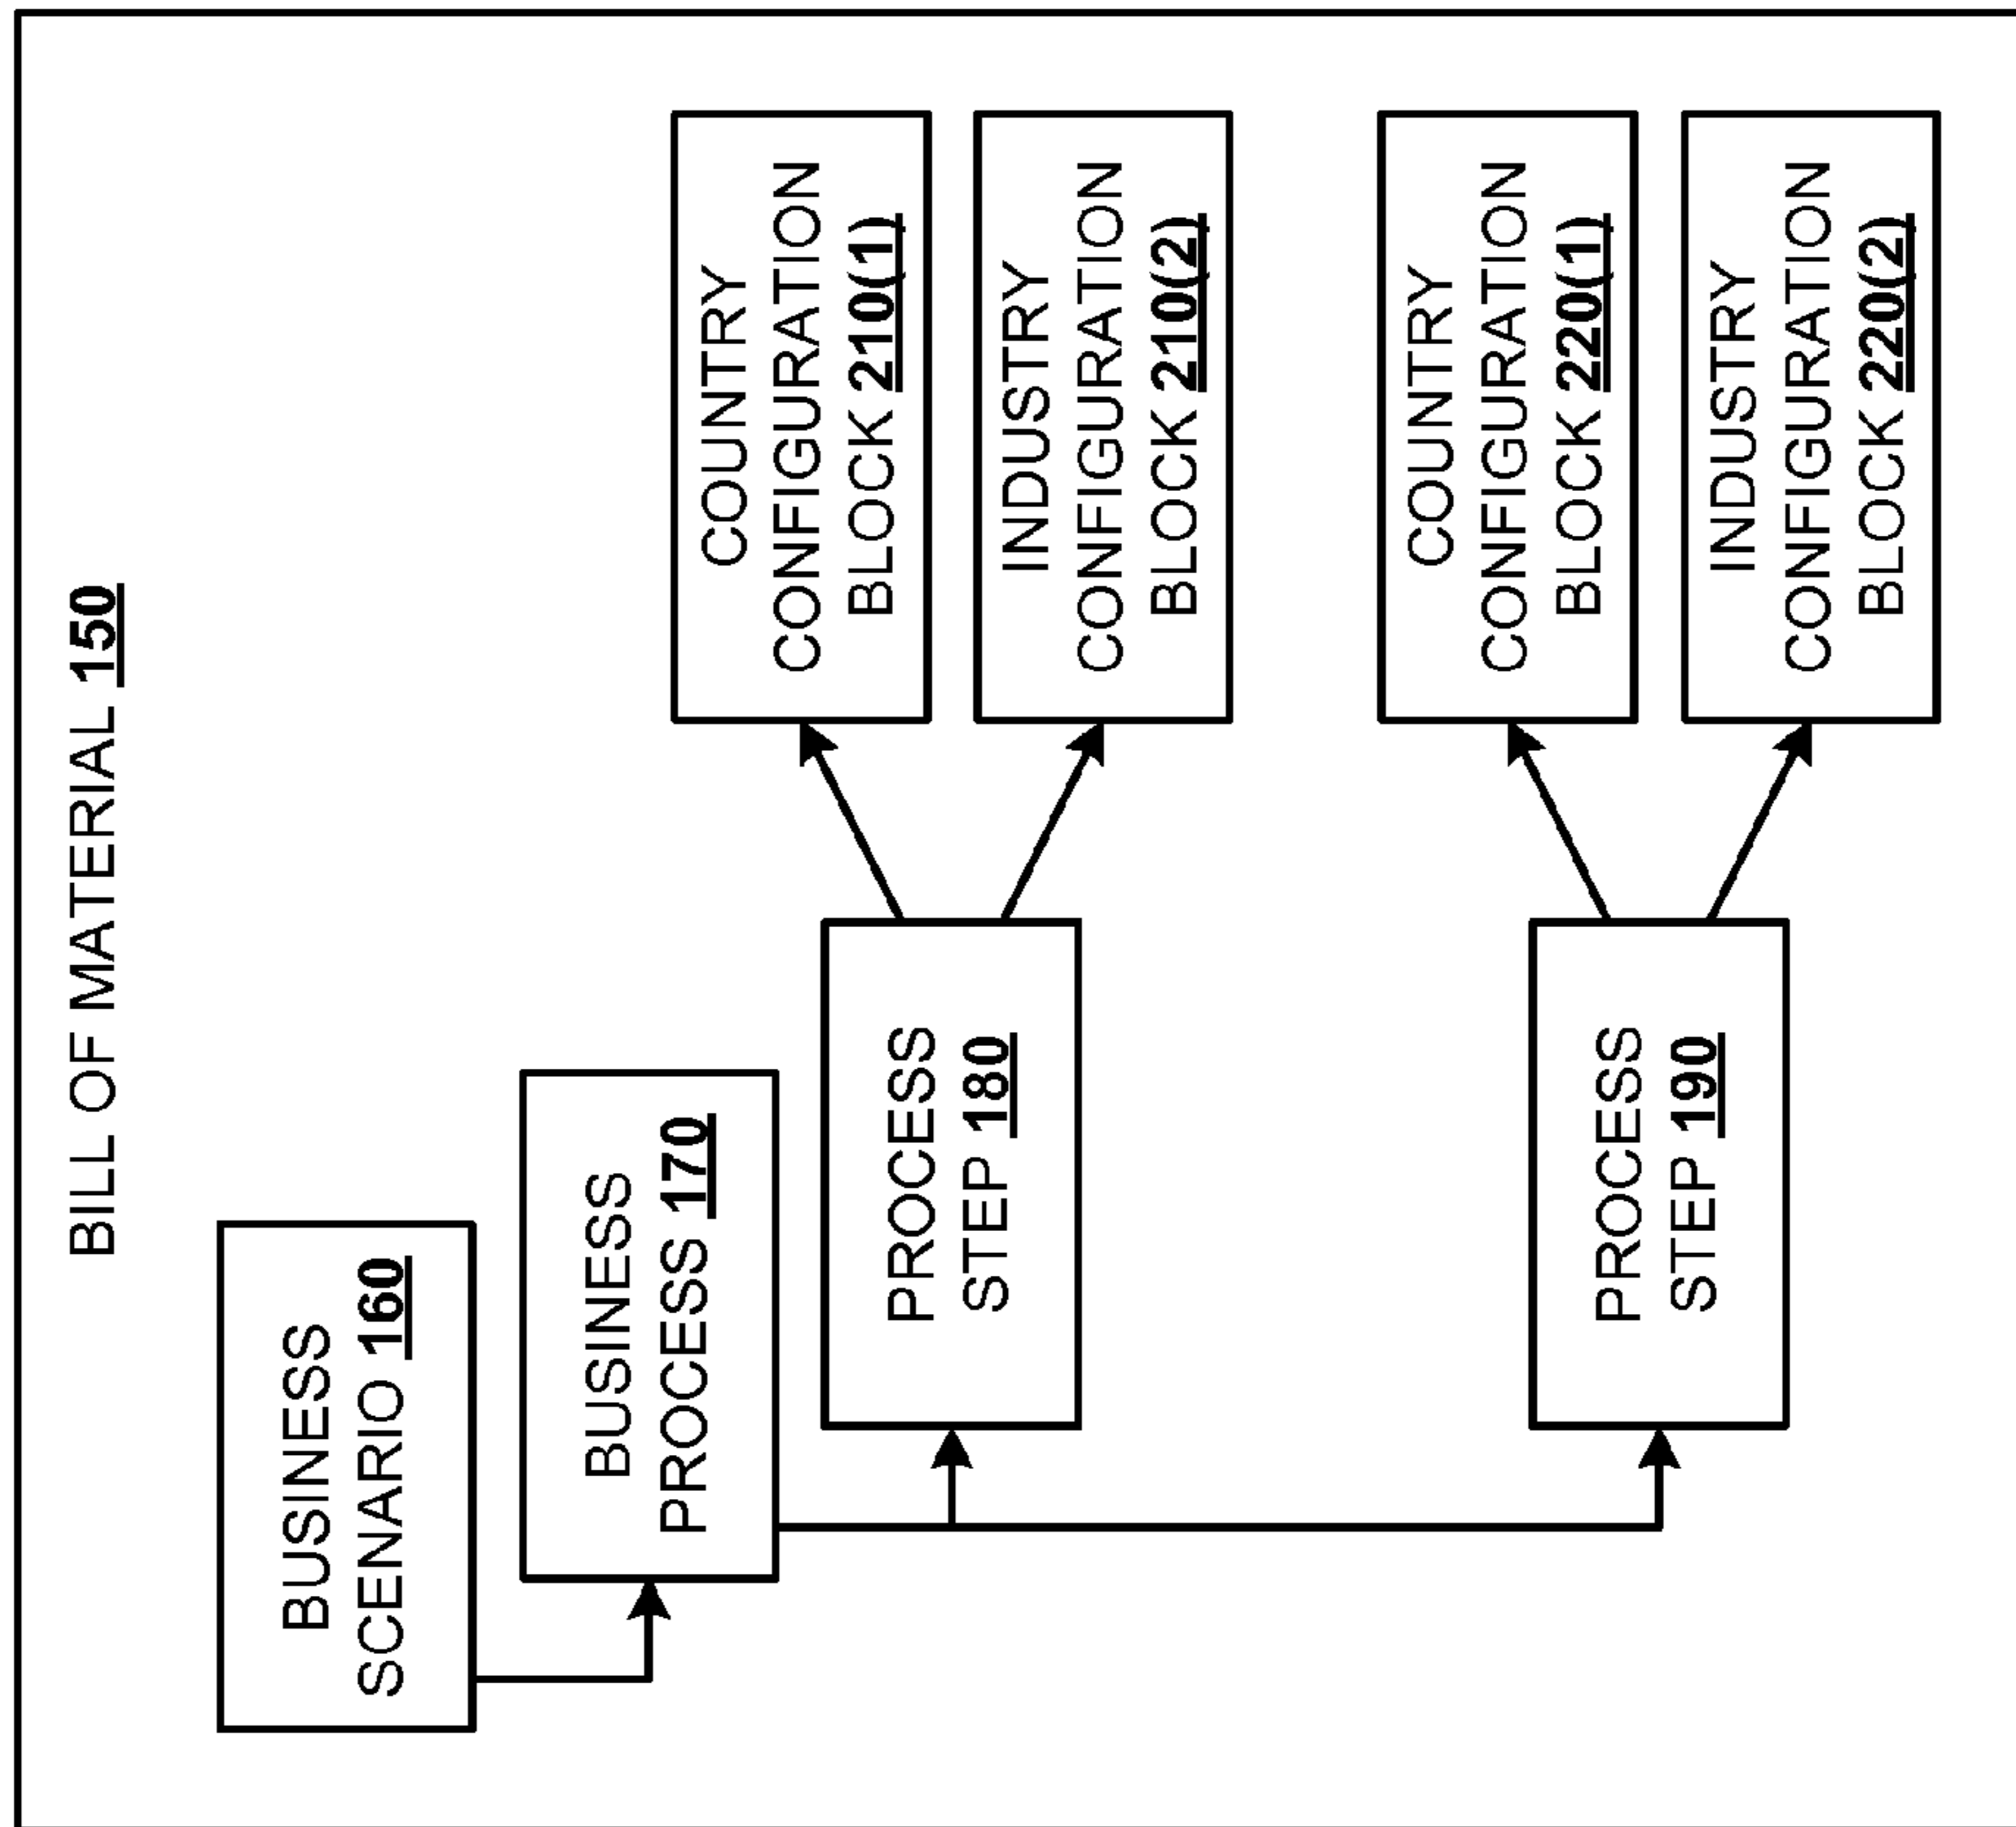 BILL OF MATERIAL 150
BUSINESS
SCENARIO 160
BUSINESS
PROCESS 170
PROCESS
STEP 180
COUNTRY
CONFIGURATION
BLOCK 210(1)
INDUSTRY
CONFIGURATION
BLOCK 210(2)
PROCESS
STEP 190
COUNTRY
CONFIGURATION
BLOCK 220(1)
INDUSTRY
CONFIGURATION
BLOCK 220(2)